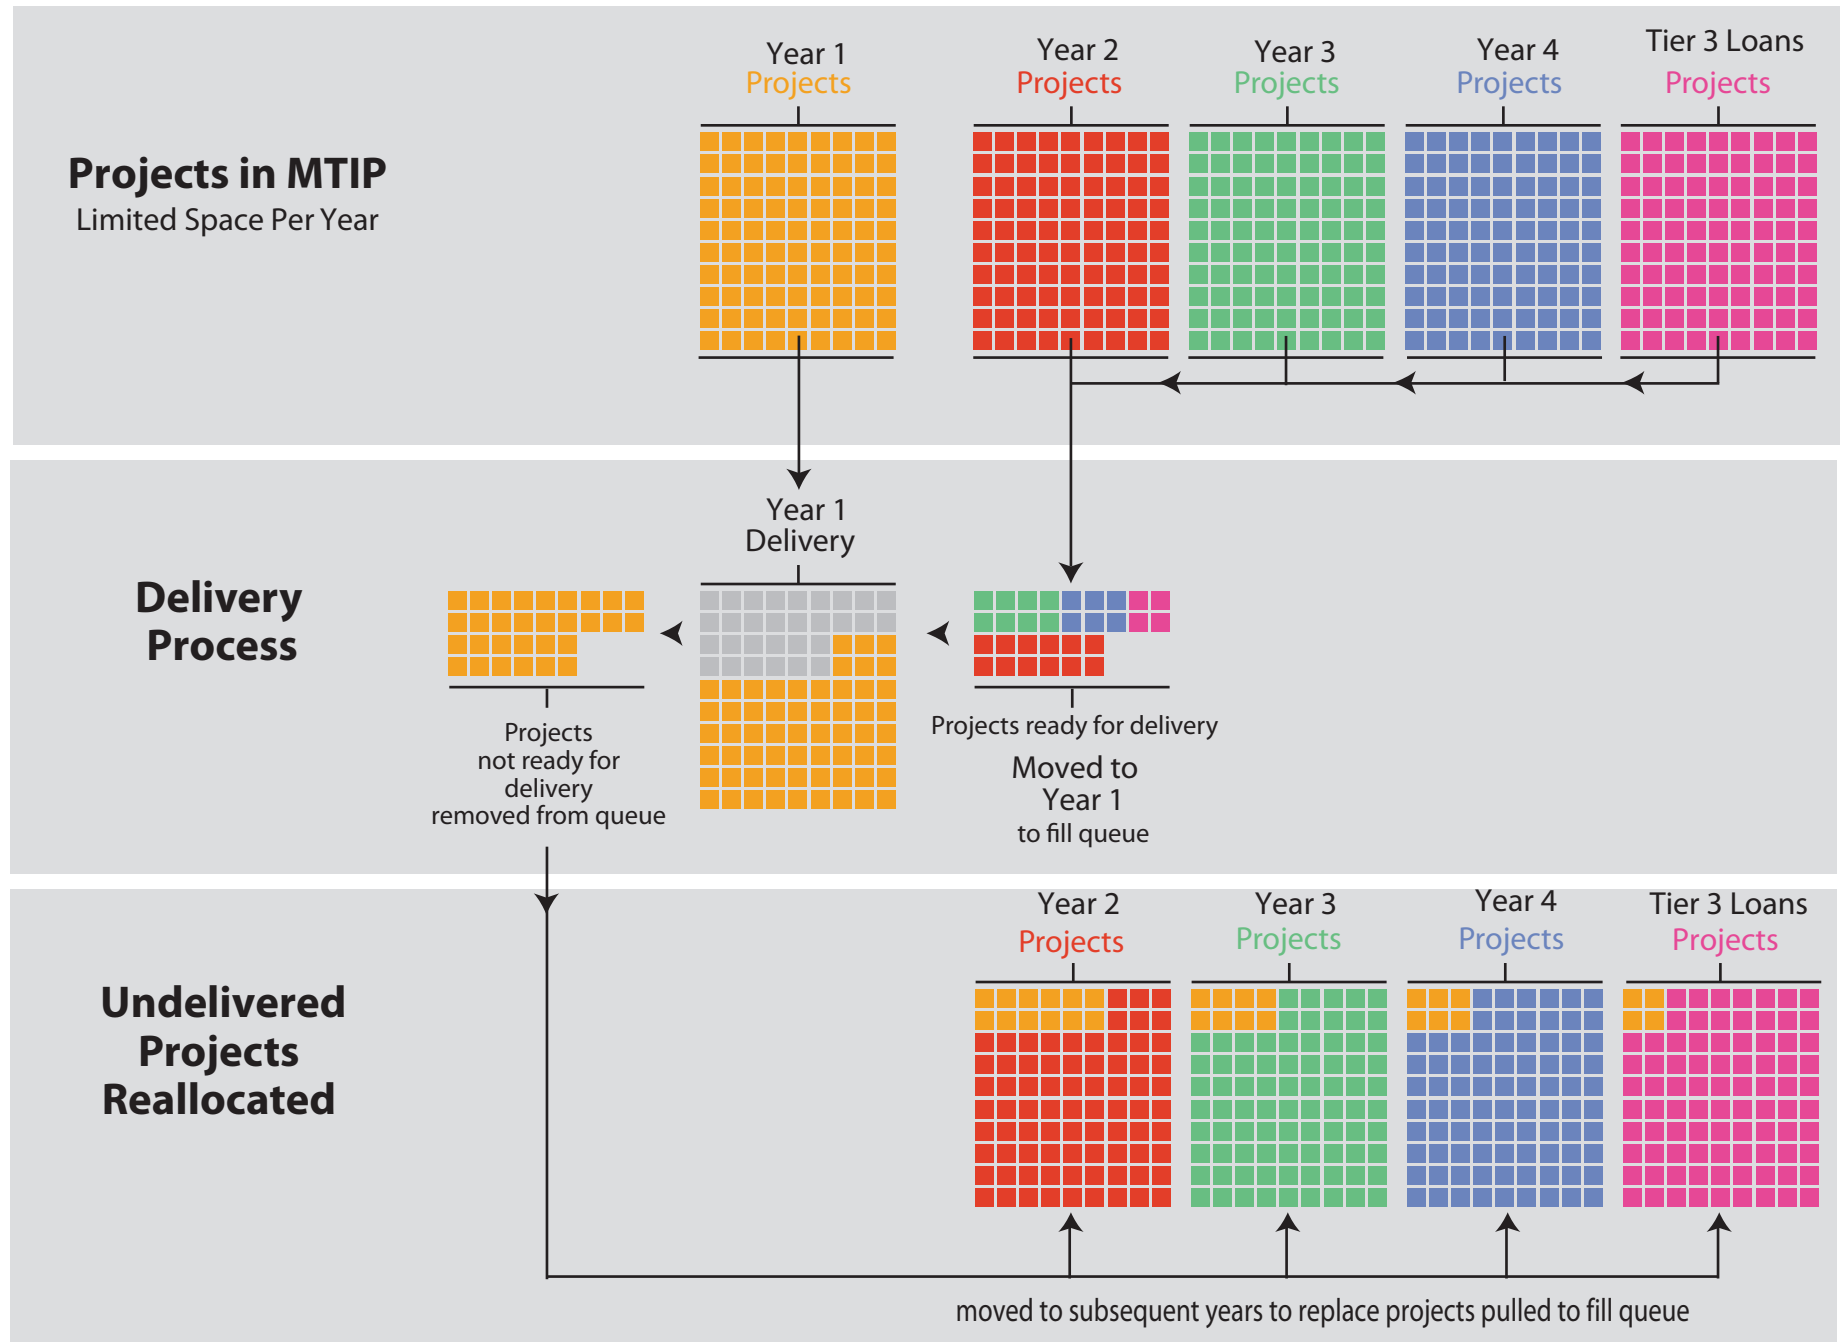 Projects in MTIP
Limited Space Per Year
Year 1
Projects
Year 2
Projects
Year 3
Projects
Year 4
Projects
Tier 3 Loans
Projects
Delivery
Process
Projects
not ready for
delivery
removed from queue
Year 1
Delivery
Projects ready for delivery
Moved to
Year 1
to fill queue
Undelivered
Projects
Reallocated
Year 2
Projects
Year 3
Projects
Year 4
Projects
Tier 3 Loans
Projects
moved to subsequent years to replace projects pulled to fill queue